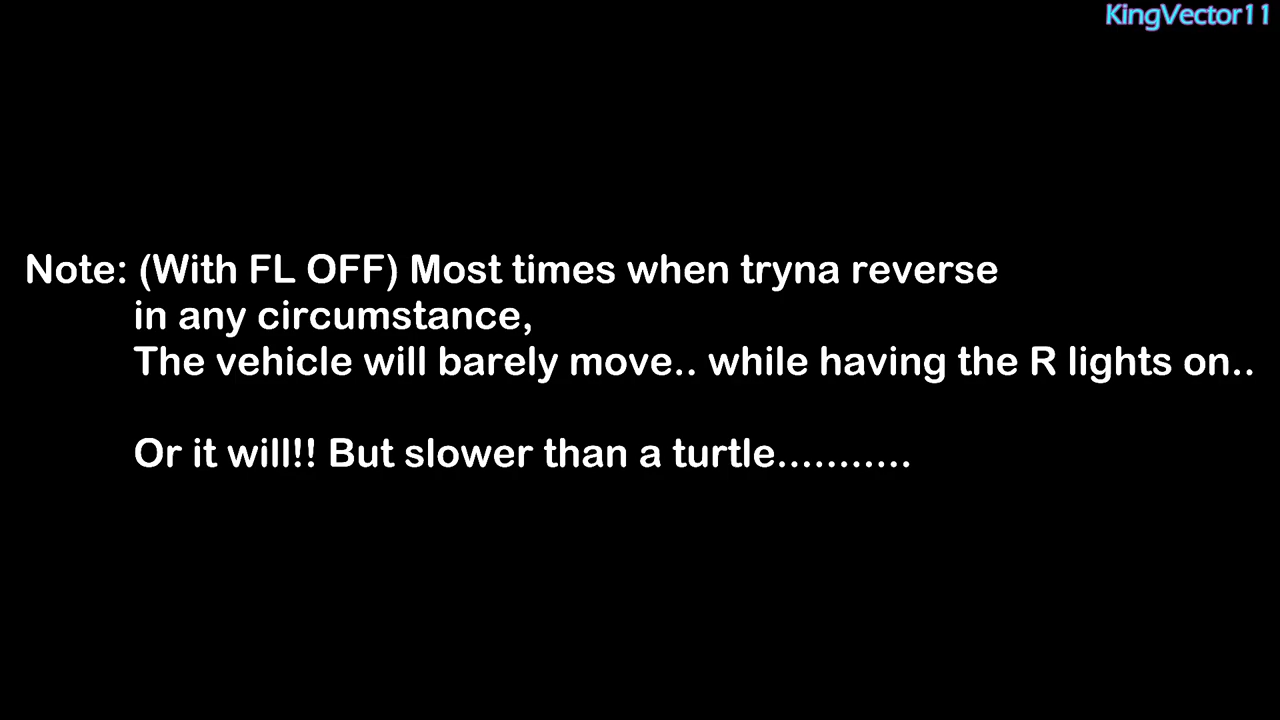 KingVector11
Note: (With FL OFF) Most times when tryna reverse
in any circumstance,
The vehicle will barely move.. while having the R lights on..
Or it will!! But slower than a turtle...........